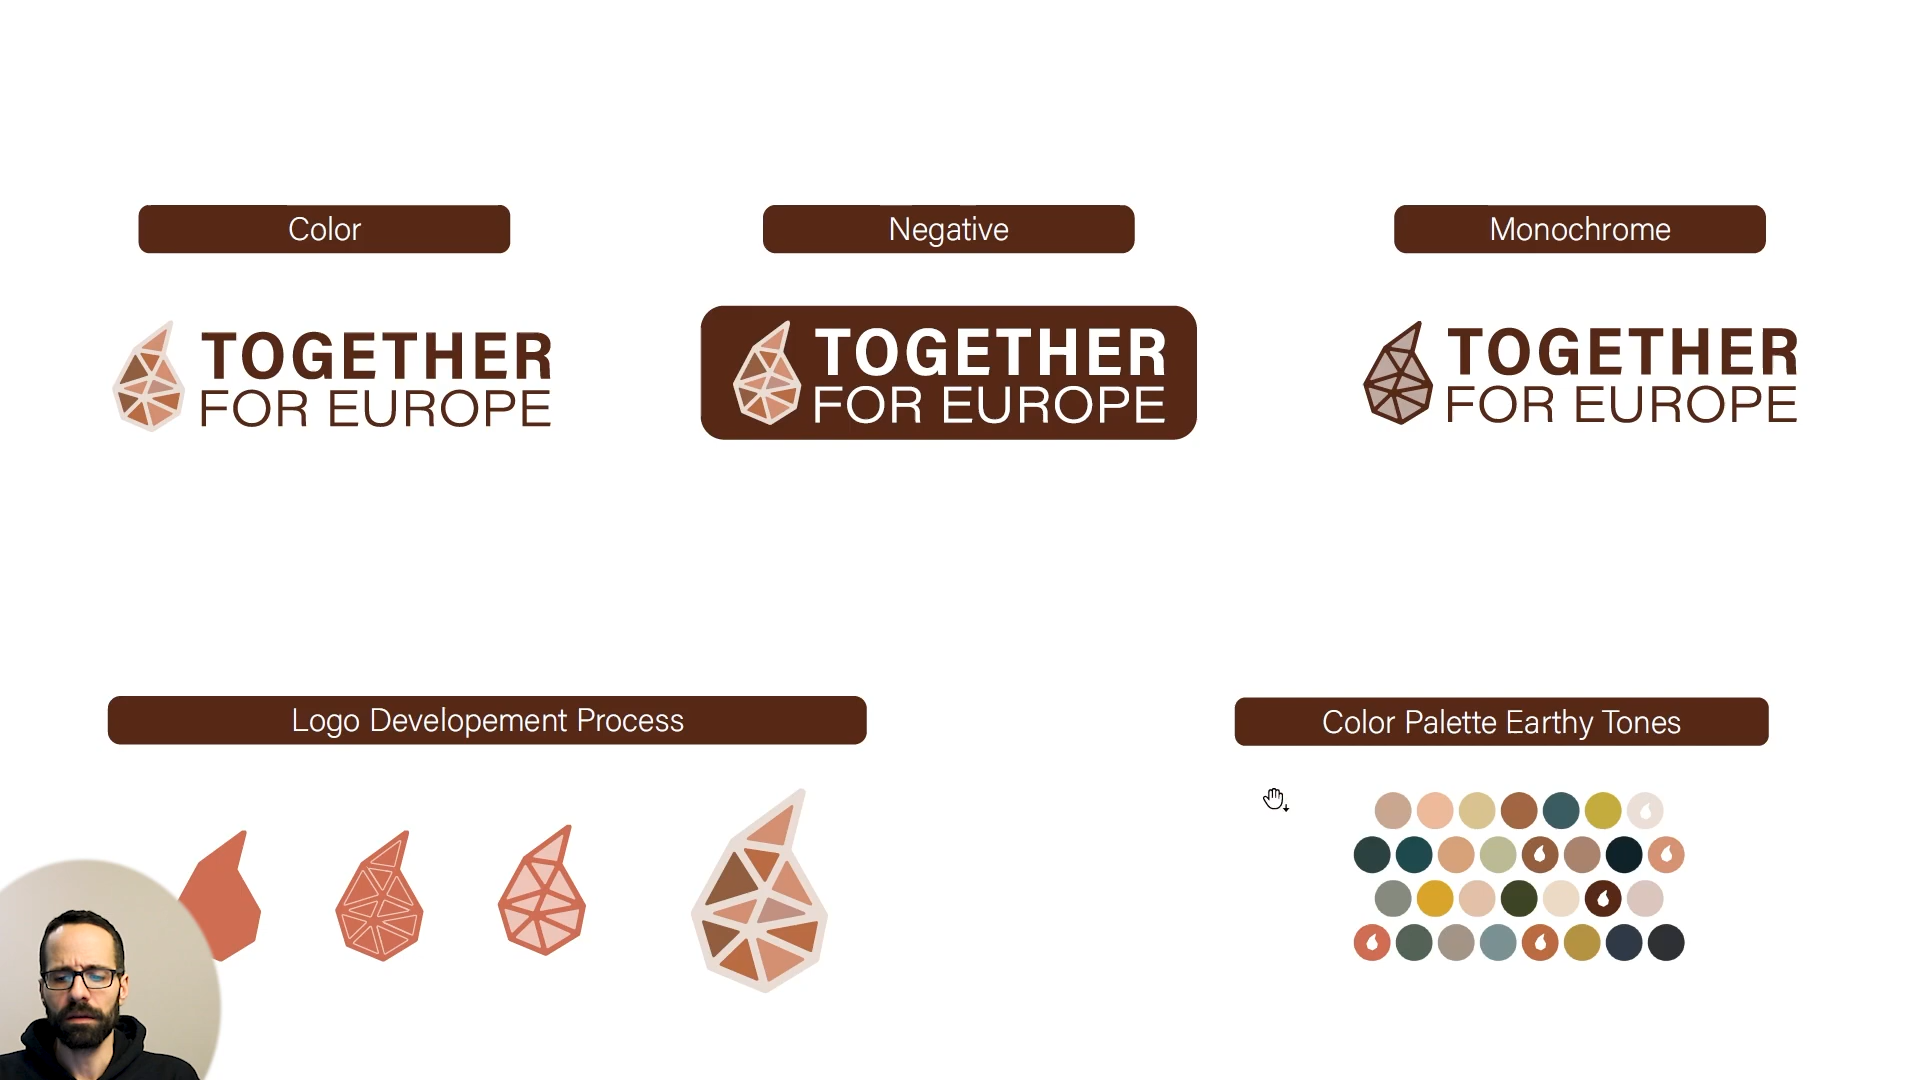 Color
Negative
Monochrome
TOGETHER
FOR EUROPE
TOGETHER
FOR EUROPE
TOGETHER
FOR EUROPE
Logo Developement Process
Color Palette Earthy Tones